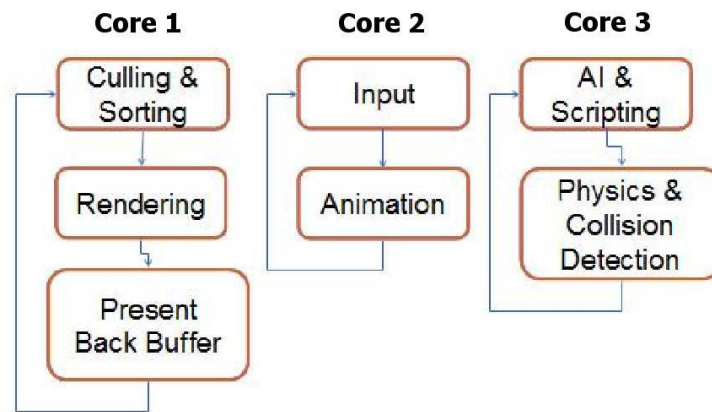 Core 1
Culling &
Sorting
Rendering
Present
Back Buffer
Core 2
Input
Animation
Core 3
AI &
Scripting
Physics &
Collision
Detection